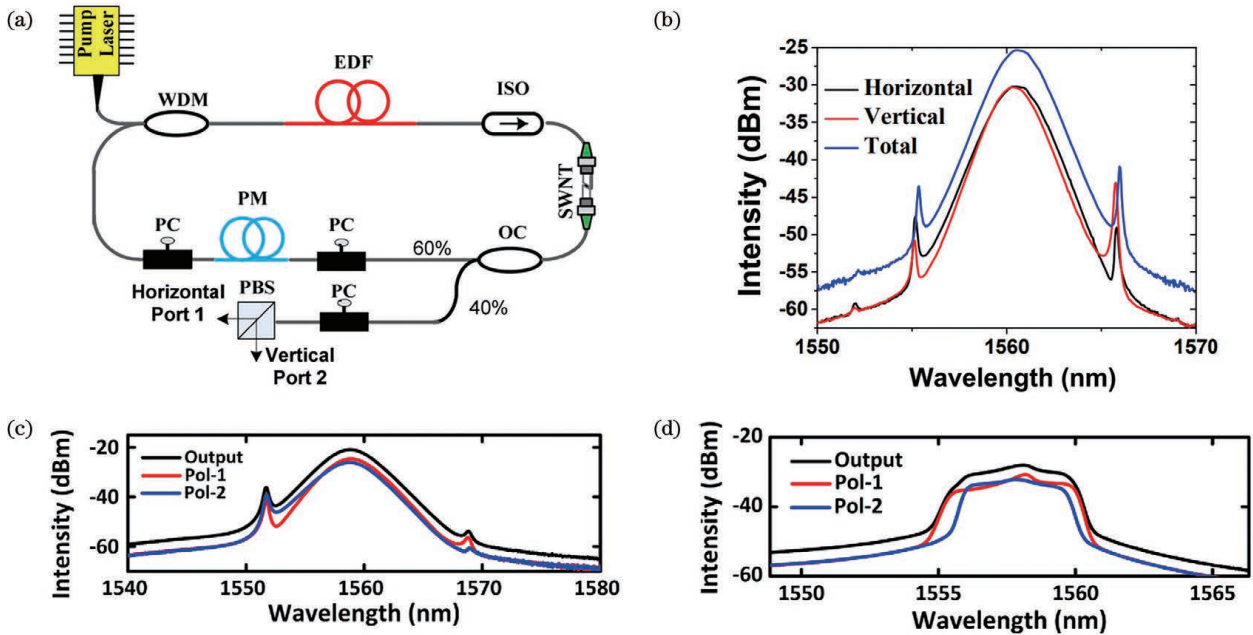 (a)
Pump
Laser
WDM
EDF
ISO
SWNT
PC
PM
PC
60%
OC
40%
Horizontal
Port 1
PBS
PC
Vertical
Port 2
(b)
Intensity (dBm)
-25
-30
-35
-40
-45
-50
-55
-60
Horizontal
Vertical
Total
1550
1560
1570
Wavelength (nm)
(c)
Intensity (dBm)
-20
-40
-60
Output
Pol-1
Pol-2
1540
1550
1560
1570
1580
Wavelength (nm)
(d)
Intensity (dBm)
-20
-40
-60
Output
Pol-1
Pol-2
1550
1555
1560
1565
Wavelength (nm)